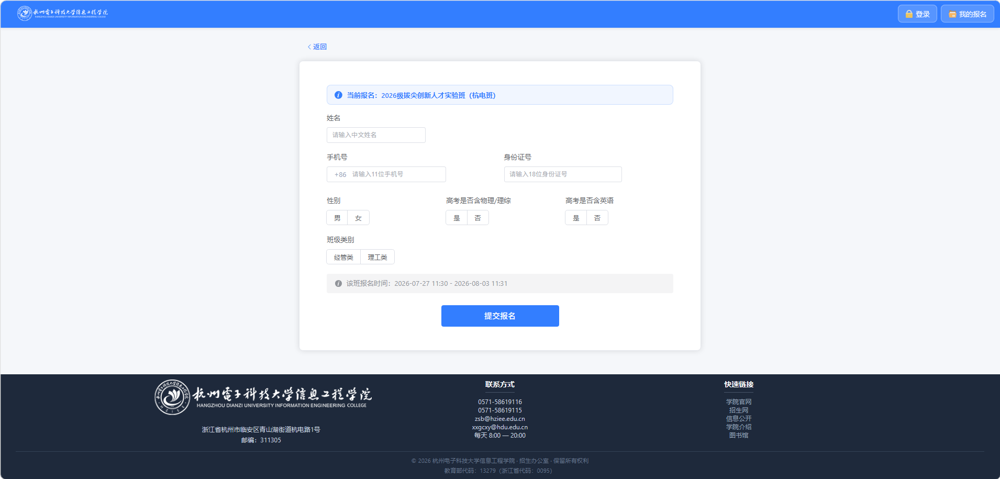 杭州電子科技大学信息工程学院
HANGZHOU DIANZI UNIVERSITY INFORMATION ENGINEERING COLLEGE
登录
我的报名
返回
当前报名：2026级拔尖创新人才实验班（杭电班）
姓名
请输入中文姓名
手机号
身份证号
+86 请输入11位手机号
请输入18位身份证号
性别
高考是否含物理/理综
高考是否含英语
男 女
是 否
是 否
班级类别
经管类 理工类
该班报名时间：2026-07-27 11:30 - 2026-08-03 11:31
提交报名
杭州電子科技大学信息工程学院
HANGZHOU DIANZI UNIVERSITY INFORMATION ENGINEERING COLLEGE
浙江省杭州市临安区青山湖街道杭电路1号
邮编：311305
联系方式
0571-58619116
0571-58619115
zsb@hziee.edu.cn
xxgcxy@hdu.edu.cn
每天 8:00 — 20:00
快速链接
学院官网
招生网
信息公开
学院介绍
图书馆
© 2026 杭州电子科技大学信息工程学院 · 招生办公室 · 保留所有权利
教育部代码：13279（浙江省代码：0095）